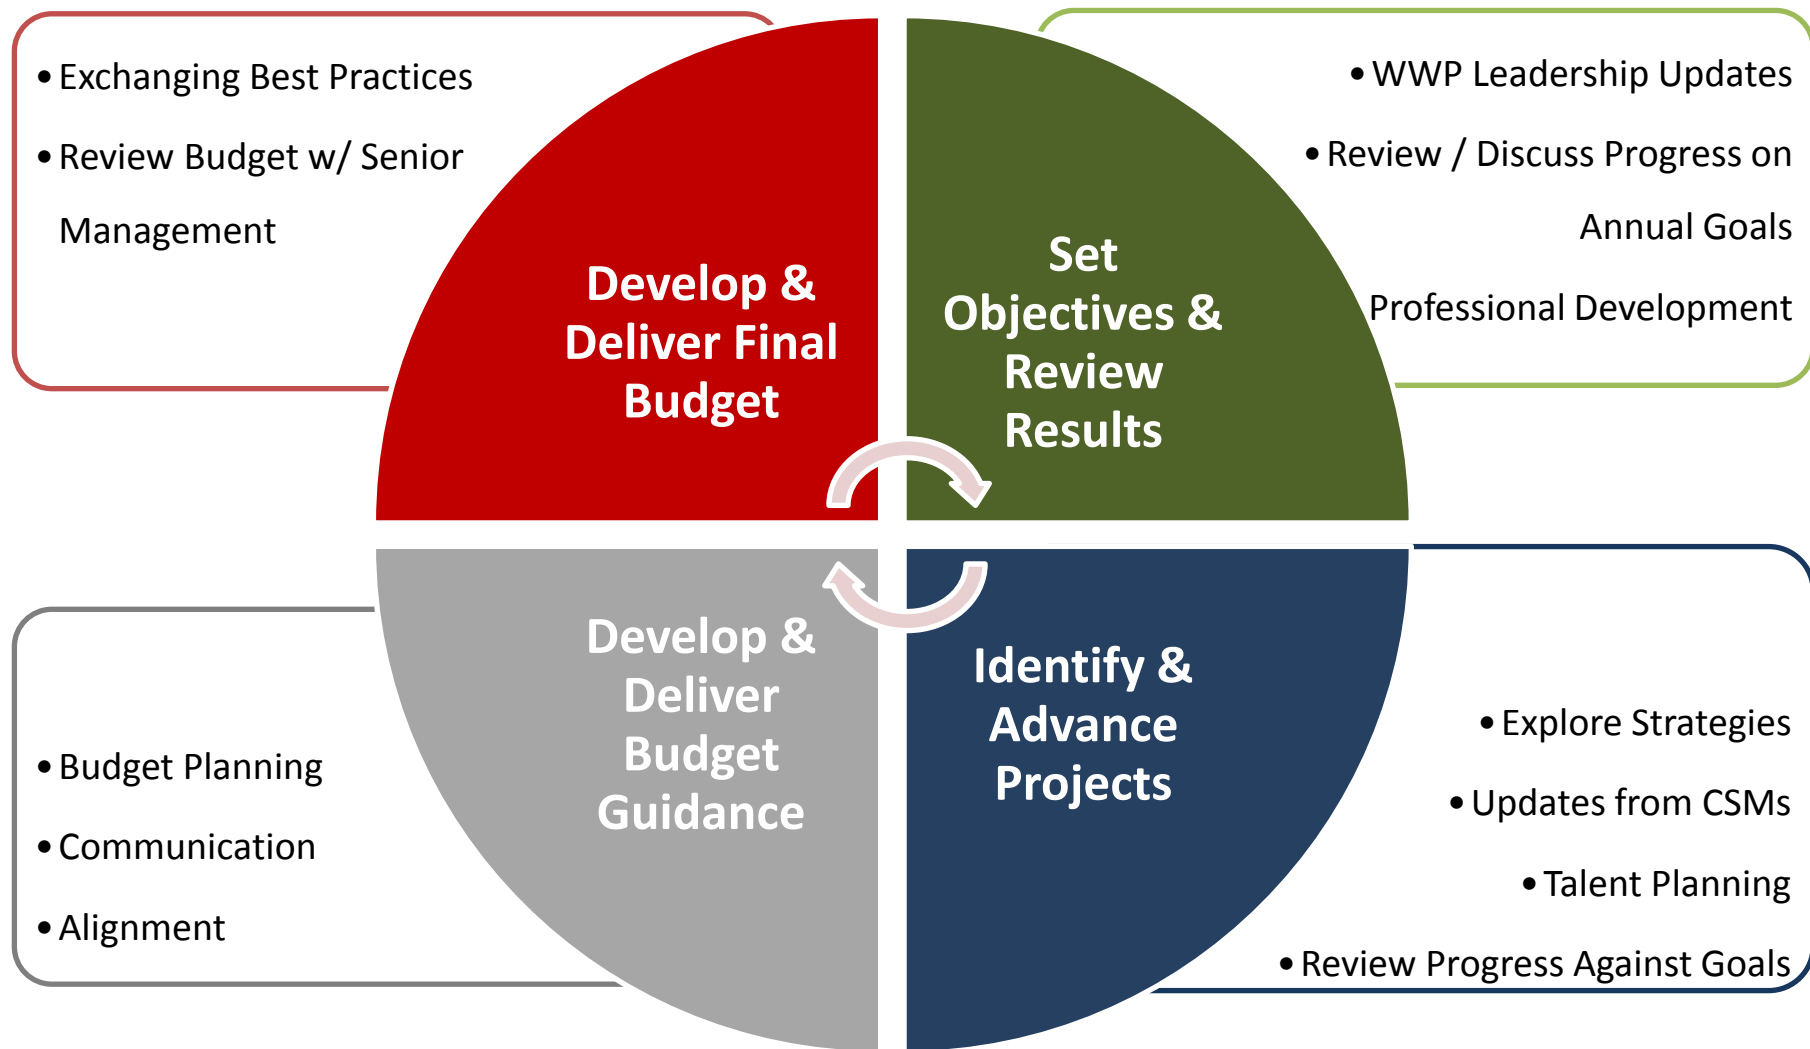 • Exchanging Best Practices
• Review Budget w/ Senior
Management
Develop &
Deliver Final
Budget
• WWP Leadership Updates
• Review / Discuss Progress on
Annual Goals
Professional Development
Set
Objectives &
Review
Results
• Budget Planning
• Communication
• Alignment
Develop &
Deliver
Budget
Guidance
Identify &
Advance
Projects
• Explore Strategies
• Updates from CSMs
• Talent Planning
• Review Progress Against Goals